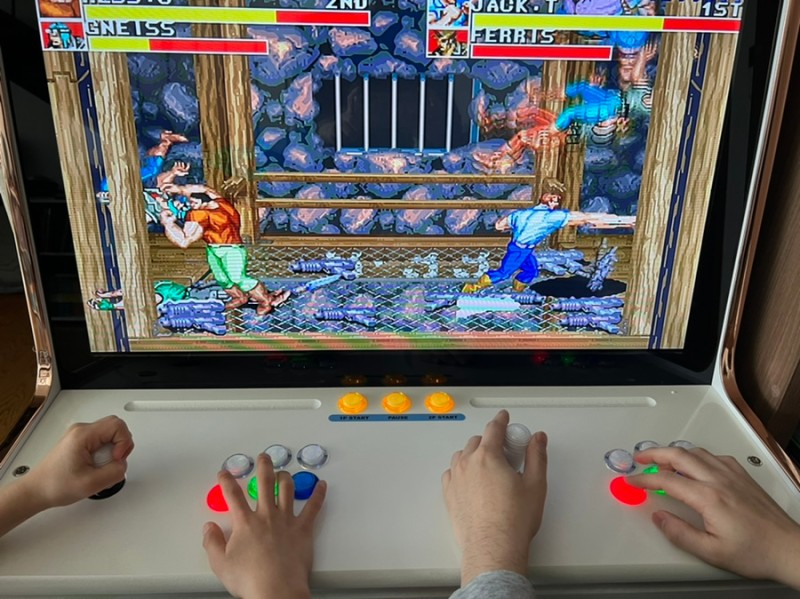 2ND
JACK.T
1ST
GNEISS
FERRIS
1P START
PAUSE
2P START